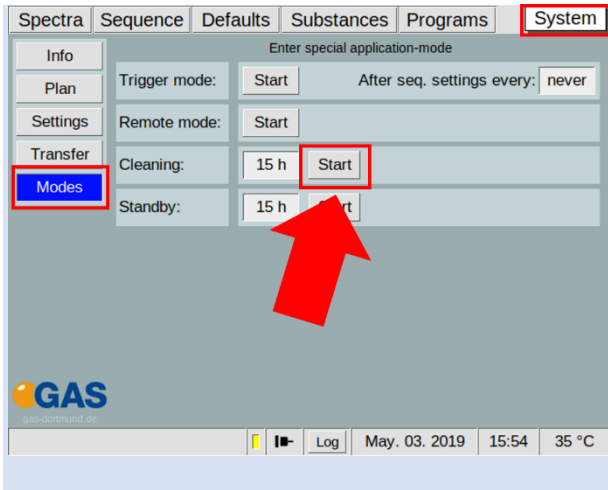 Spectra Sequence Defaults Substances Programs System
Enter special application-mode
Info
Plan
Settings
Transfer
Modes
Trigger mode: Start After seq. settings every: never
Remote mode: Start
Cleaning: 15 h Start
Standby: 15 h
GAS
gas-dortmund.de
Log May. 03. 2019 15:54 35 °C